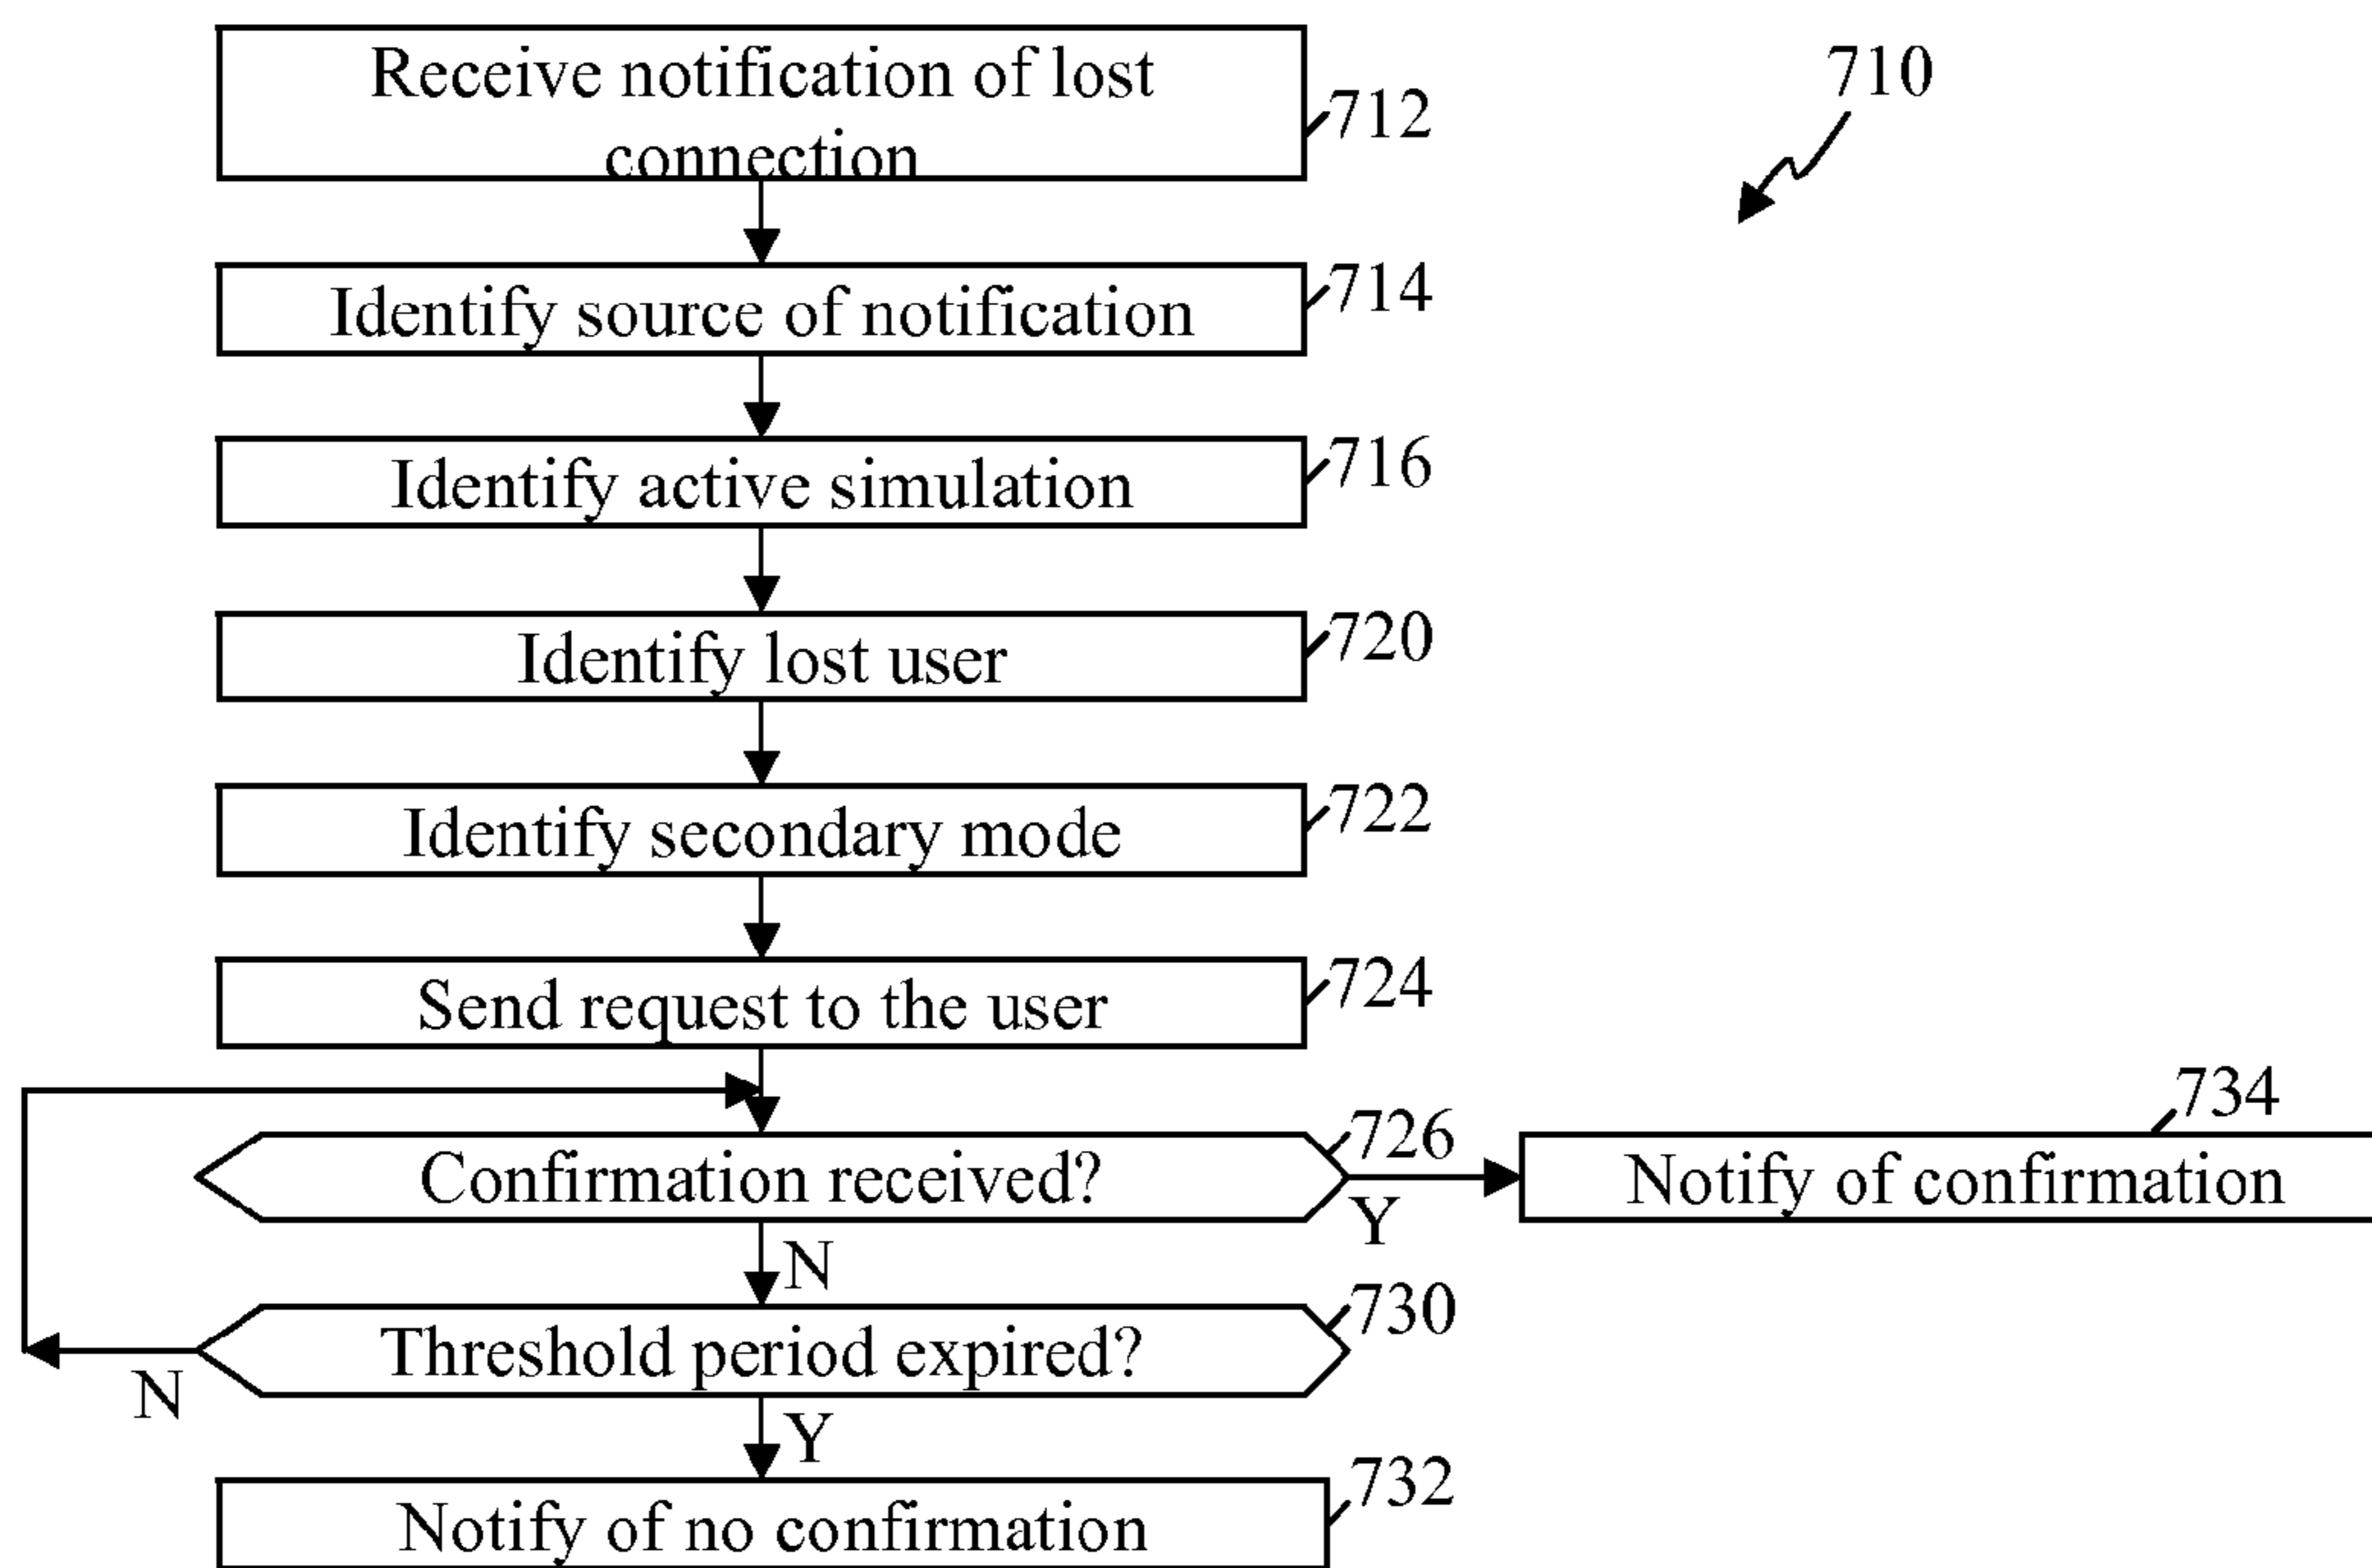 Receive notification of lost
connection
712
710
Identify source of notification
714
Identify active simulation
716
Identify lost user
720
Identify secondary mode
722
Send request to the user
724
Confirmation received?
726
Y
734
Notify of confirmation
N
Threshold period expired?
730
N
Y
Notify of no confirmation
732